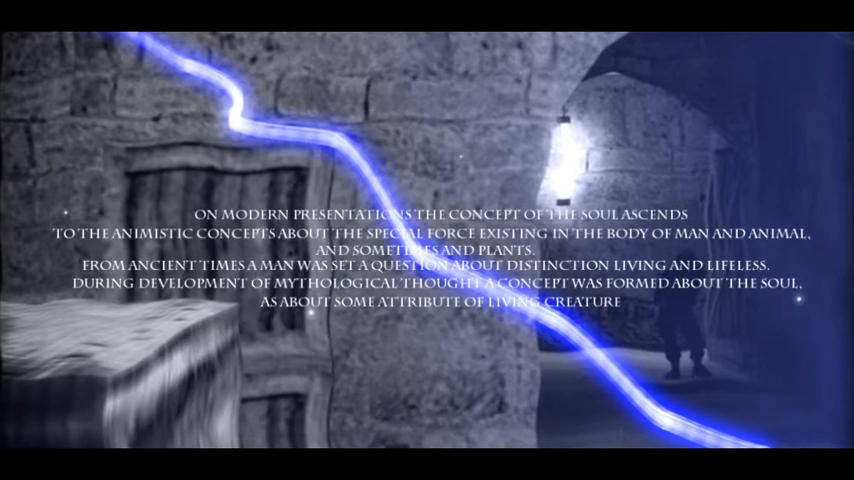 ON MODERN PRESENTATIONS THE CONCEPT OF THE SOUL ASCENDS
TO THE ANIMISTIC CONCEPTS ABOUT THE SPECIAL FORCE EXISTING IN THE BODY OF MAN AND ANIMAL,
AND SOMETIMES AND PLANTS.
FROM ANCIENT TIMES A MAN WAS SET A QUESTION ABOUT DISTINCTION LIVING AND LIFELESS.
DURING DEVELOPMENT OF MYTHOLOGICAL THOUGHT A CONCEPT WAS FORMED ABOUT THE SOUL,
AS ABOUT SOME ATTRIBUTE OF LIVING CREATURE